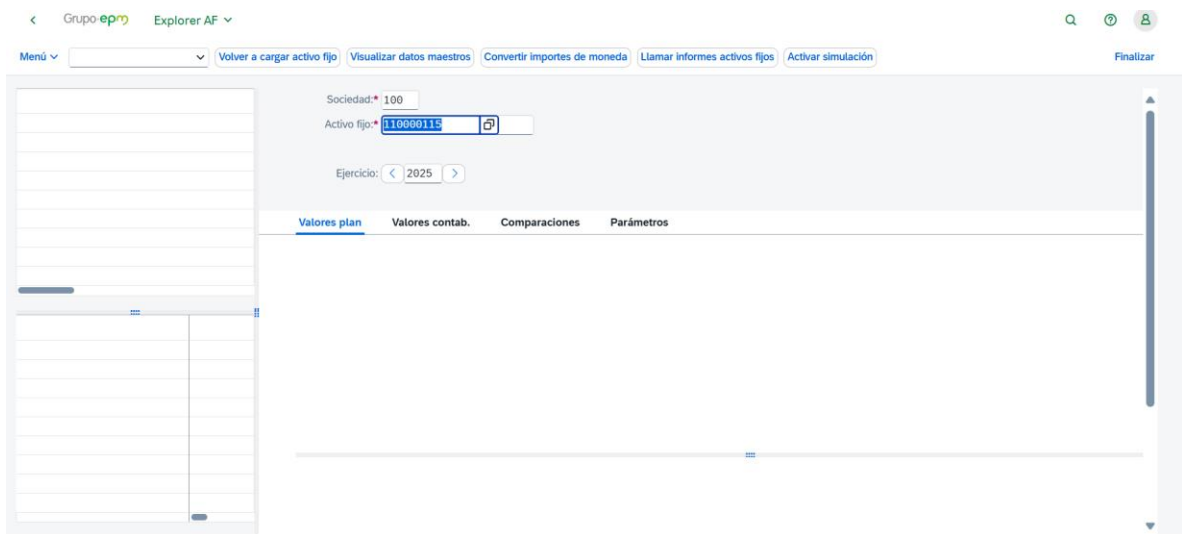 Grupo·epm Explorer AF
Menú Volver a cargar activo fijo Visualizar datos maestros Convertir importes de moneda Llamar informes activos fijos Activar simulación Finalizar
Sociedad:* 100
Activo fijo:* 110000115
Ejercicio: 2025
Valores plan Valores contab. Comparaciones Parámetros